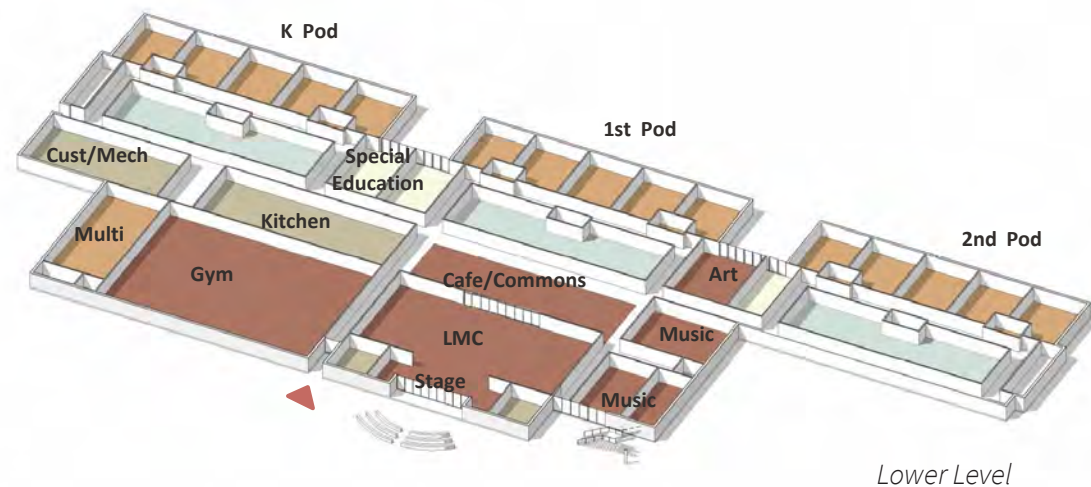 K Pod
1st Pod
Cust/Mech
Special
Education
2nd Pod
Kitchen
Multi
Gym
Art
Cafe/Commons
LMC
Music
Stage
Music
Lower Level